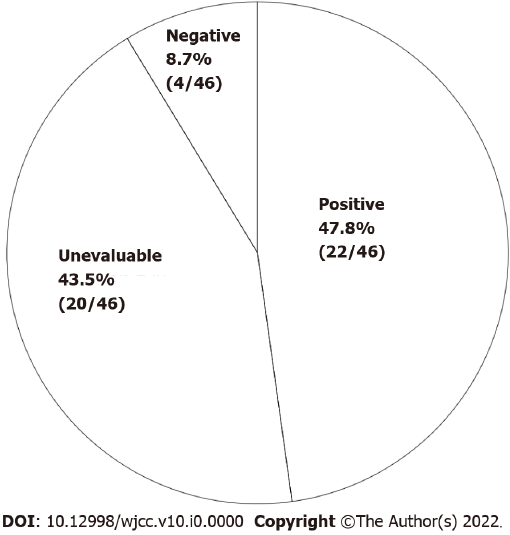 Negative
8.7%
(4/46)
Positive
47.8%
(22/46)
Unevaluable
43.5%
(20/46)
DOI: 10.12998/wjcc.v10.i0.0000 Copyright ©The Author(s) 2022.